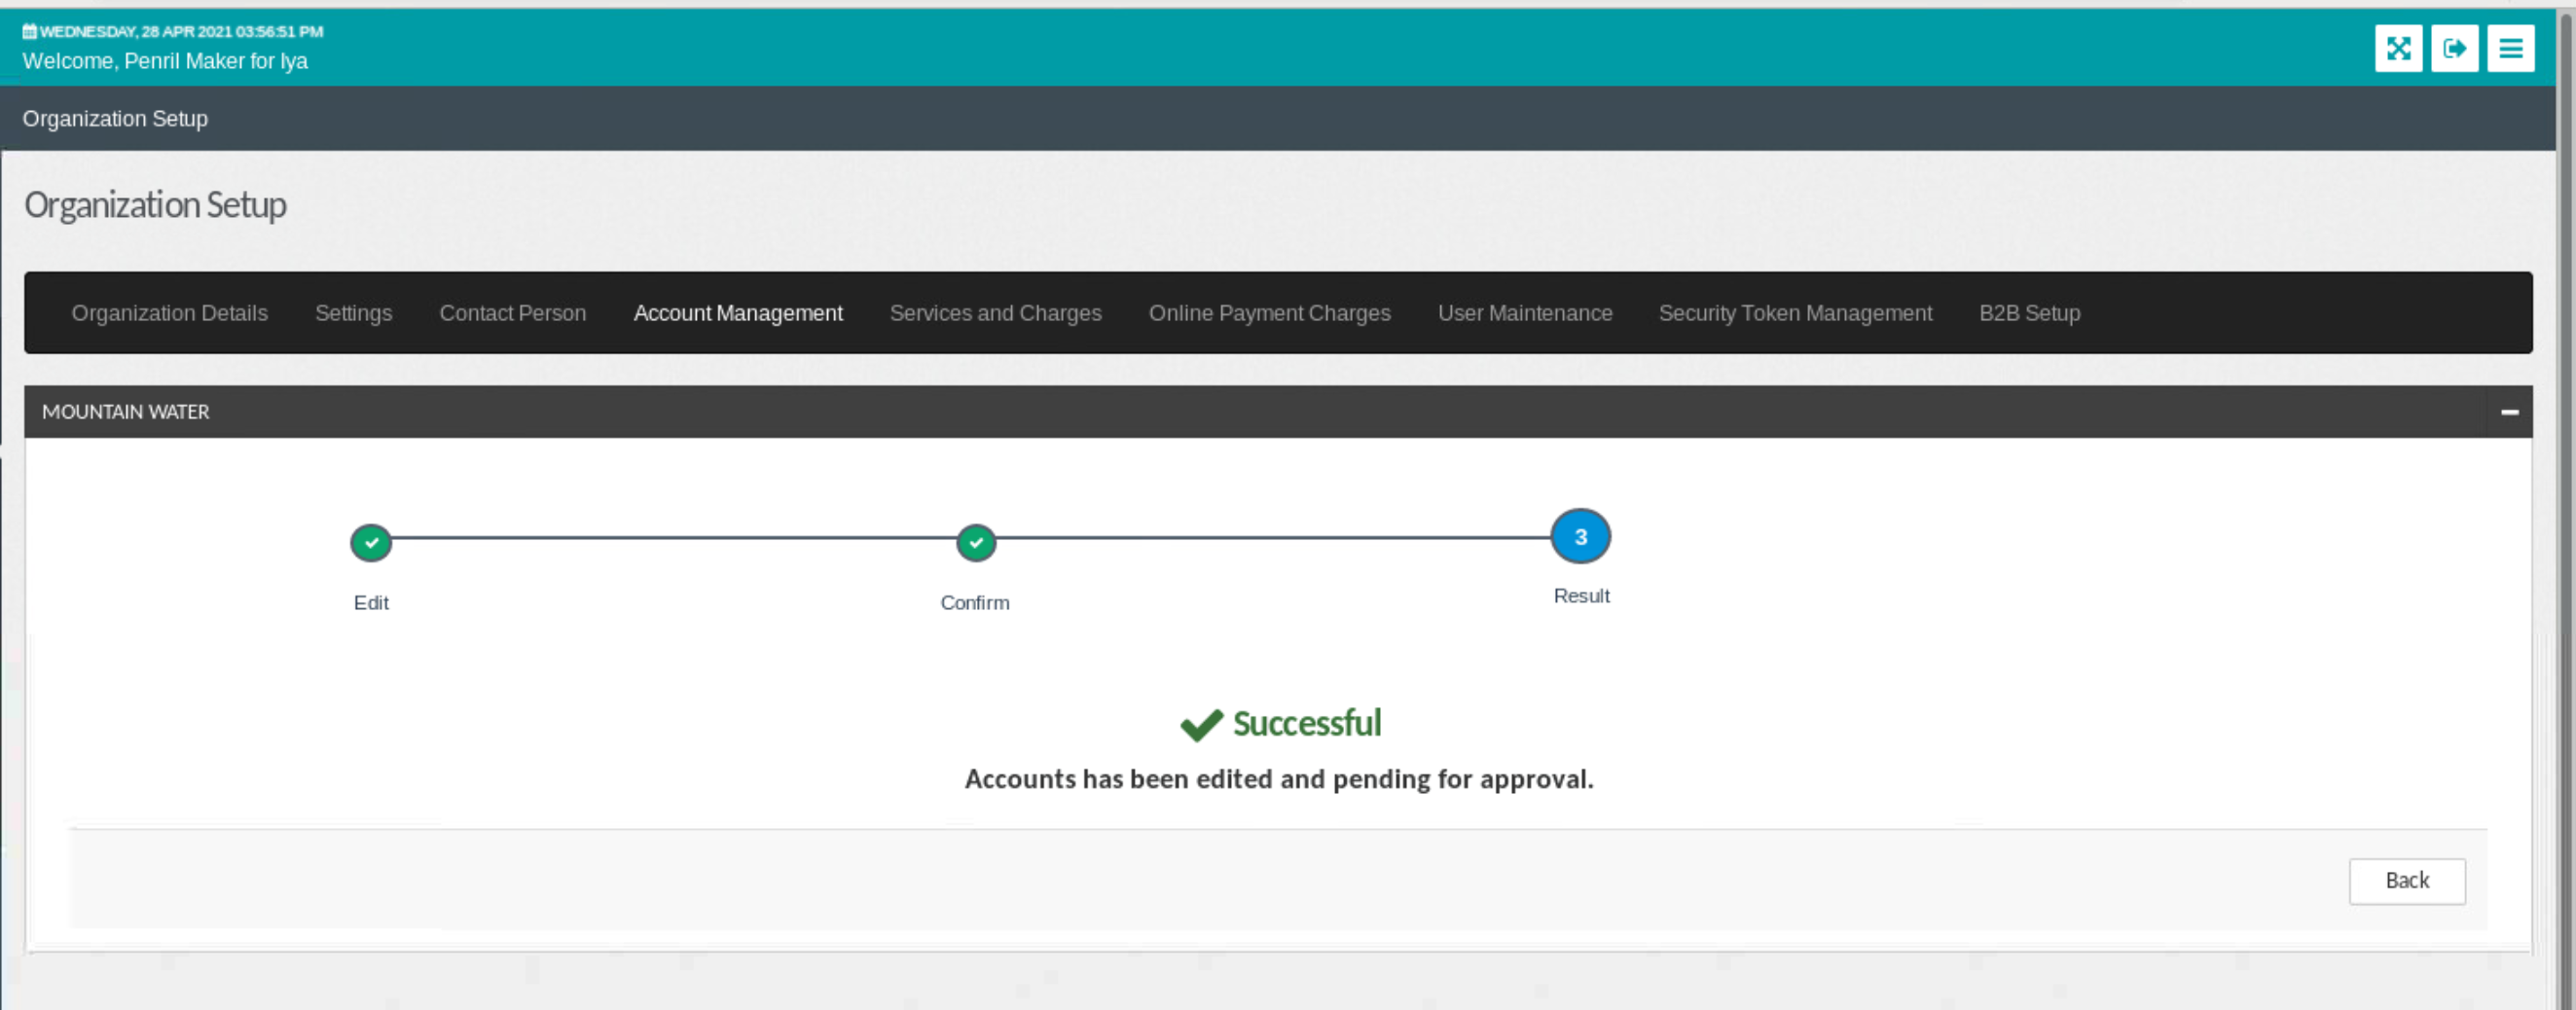 WEDNESDAY, 28 APR 2021 03:56:51 PM
Welcome, Penril Maker for Iya
Organization Setup
Organization Setup
Organization Details Settings Contact Person Account Management Services and Charges Online Payment Charges User Maintenance Security Token Management B2B Setup
MOUNTAIN WATER
3
Edit Confirm Result
Successful
Accounts has been edited and pending for approval.
Back